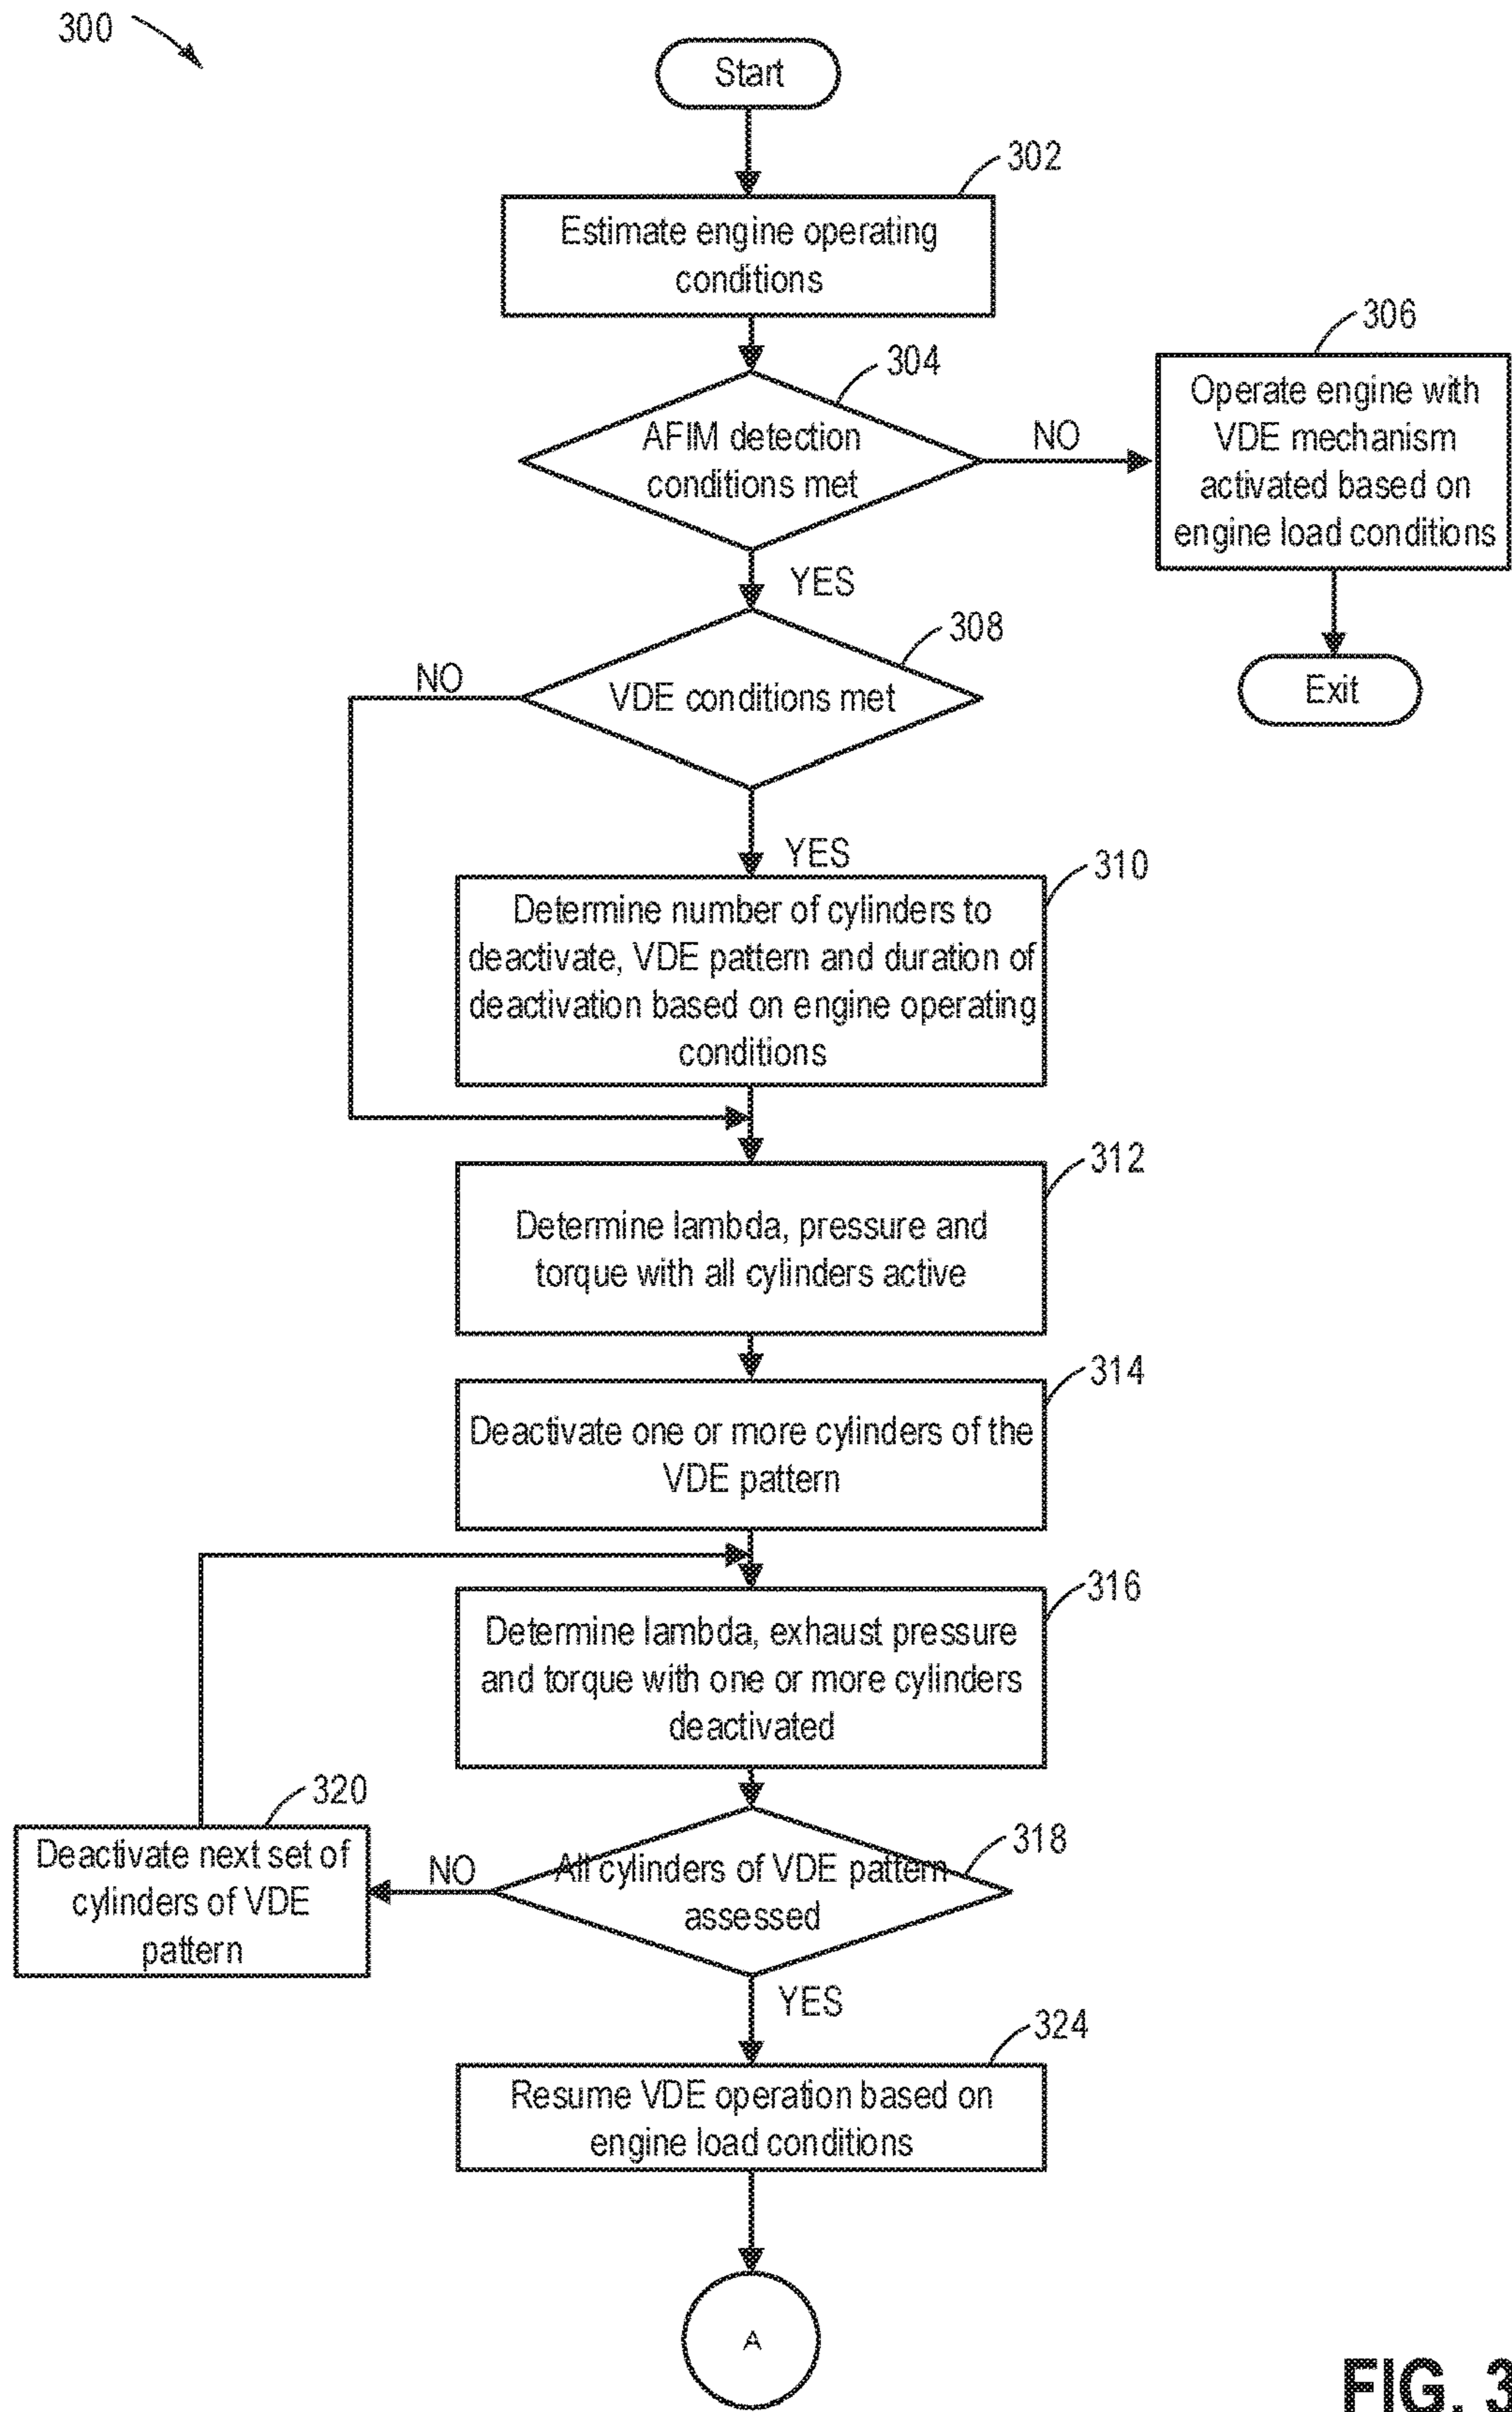 300
Start
302
Estimate engine operating
conditions
304
AFIM detection
conditions met
NO
306
Operate engine with
VDE mechanism
activated based on
engine load conditions
Exit
YES
308
VDE conditions met
NO
YES
310
Determine number of cylinders to
deactivate, VDE pattern and duration of
deactivation based on engine operating
conditions
312
Determine lambda, pressure and
torque with all cylinders active
314
Deactivate one or more cylinders of the
VDE pattern
316
Determine lambda, exhaust pressure
and torque with one or more cylinders
deactivated
318
All cylinders of VDE pattern
assessed
NO
320
Deactivate next set of
cylinders of VDE
pattern
YES
324
Resume VDE operation based on
engine load conditions
A
FIG. 3